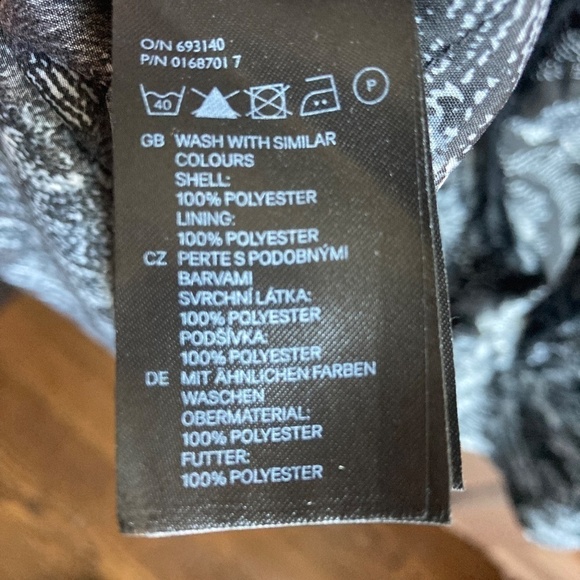 O/N 693140
P/N 0168701 7
40 P
GB WASH WITH SIMILAR
COLOURS
SHELL:
100% POLYESTER
LINING:
100% POLYESTER
CZ PERTE S PODOBNÝMI
BARVAMI
SVRCHNÍ LÁTKA:
100% POLYESTER
PODŠÍVKA:
100% POLYESTER
DE MIT ÄHNLICHEN FARBEN
WASCHEN
OBERMATERIAL:
100% POLYESTER
FUTTER:
100% POLYESTER